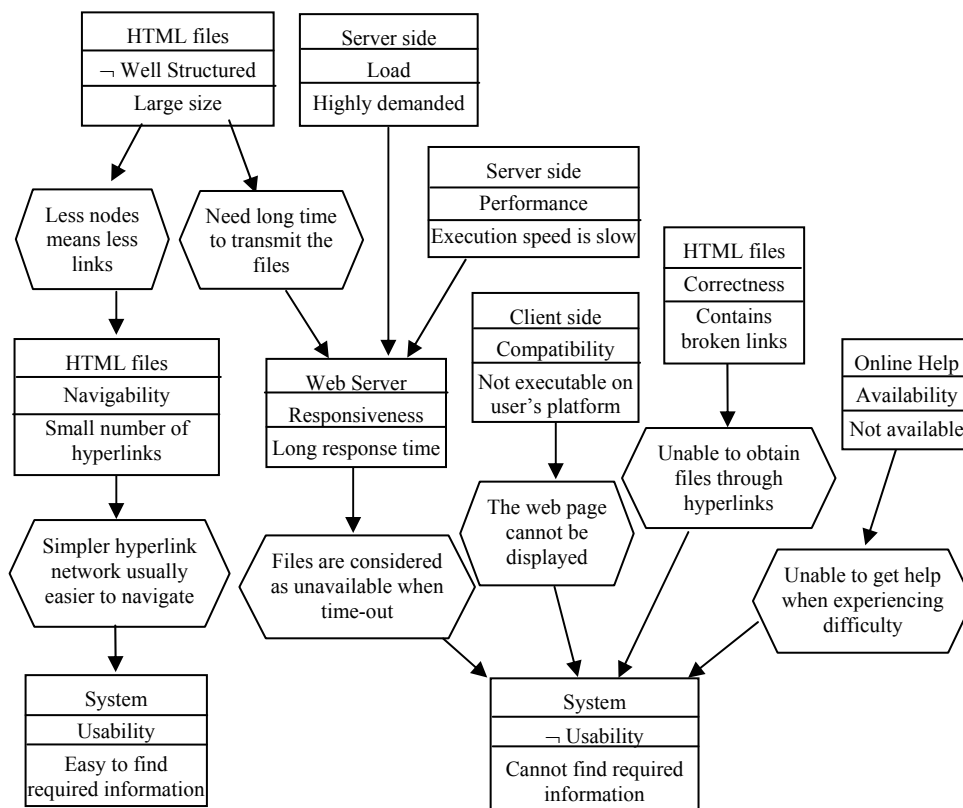 HTML files
¬ Well Structured
Large size
Server side
Load
Highly demanded
Server side
Performance
Execution speed is slow
Less nodes
means less
links
Need long time
to transmit the
files
HTML files
Correctness
Contains
broken links
Client side
Compatibility
Not executable on
user's platform
HTML files
Navigability
Small number of
hyperlinks
Web Server
Responsiveness
Long response time
Online Help
Availability
Not available
Unable to obtain
files through
hyperlinks
The web page
cannot be
displayed
Simpler hyperlink
network usually
easier to navigate
Files are considered
as unavailable when
time-out
Unable to get help
when experiencing
difficulty
System
Usability
Easy to find
required information
System
¬ Usability
Cannot find required
information